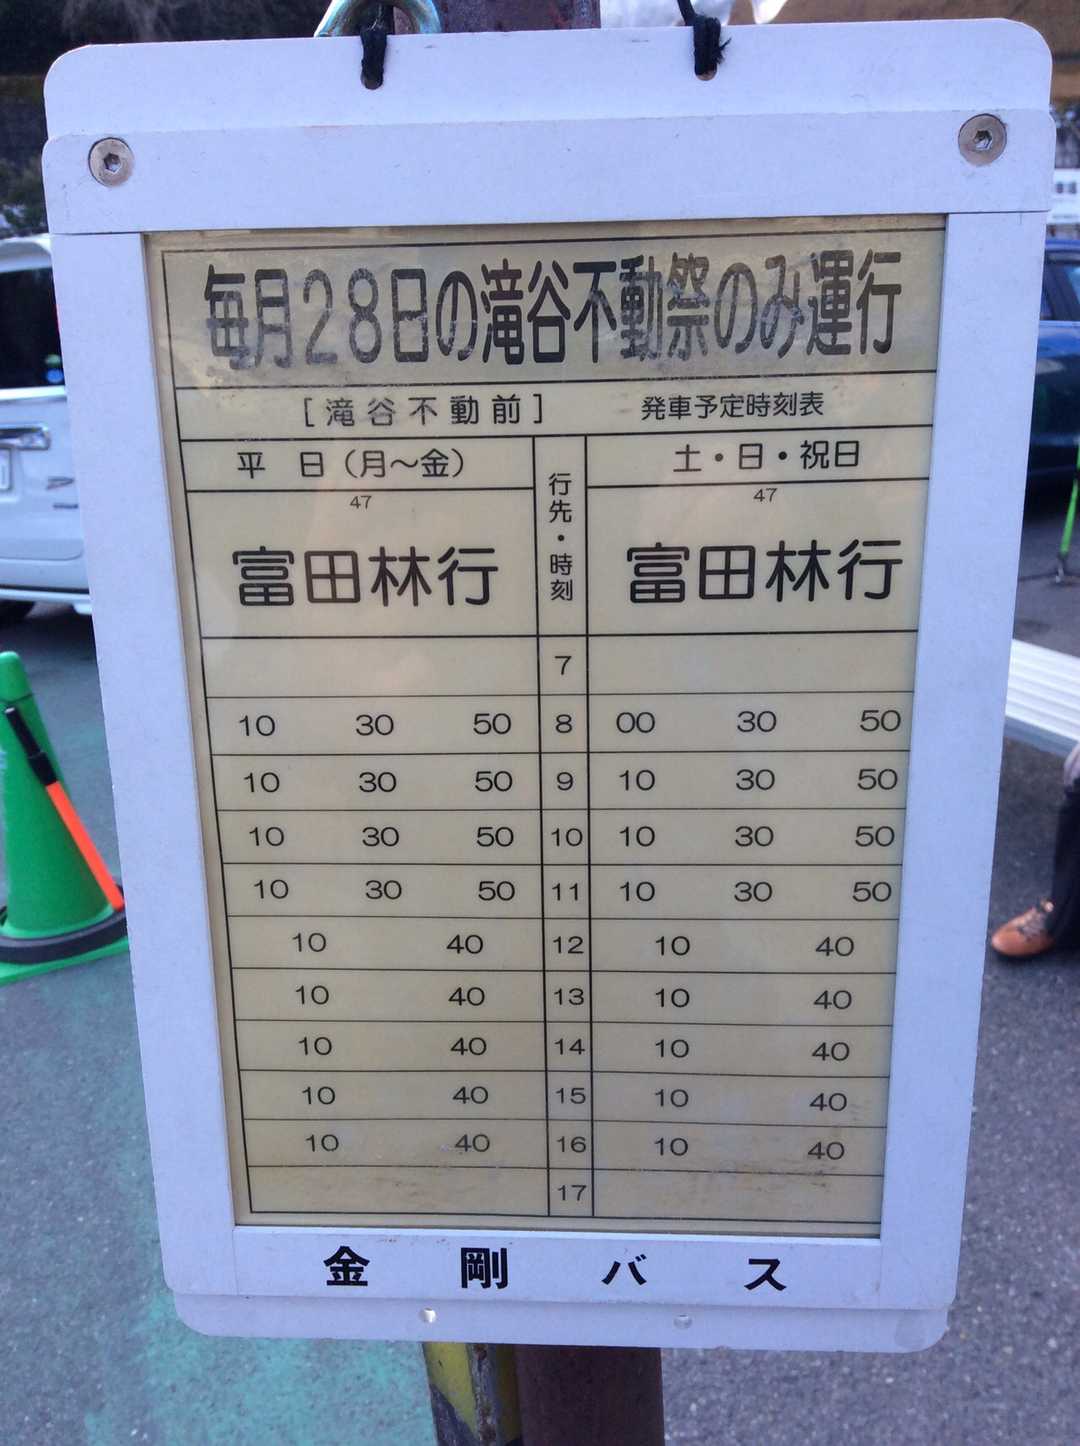 毎月28日の滝谷不動祭のみ運行
[滝谷不動前] 発車予定時刻表
平 日(月～金) 行先・時刻 土・日・祝日
47 47
富田林行 富田林行
7
10 30 50 8 00 30 50
10 30 50 9 10 30 50
10 30 50 10 10 30 50
10 30 50 11 10 30 50
10 40 12 10 40
10 40 13 10 40
10 40 14 10 40
10 40 15 10 40
10 40 16 10 40
17
金剛バス